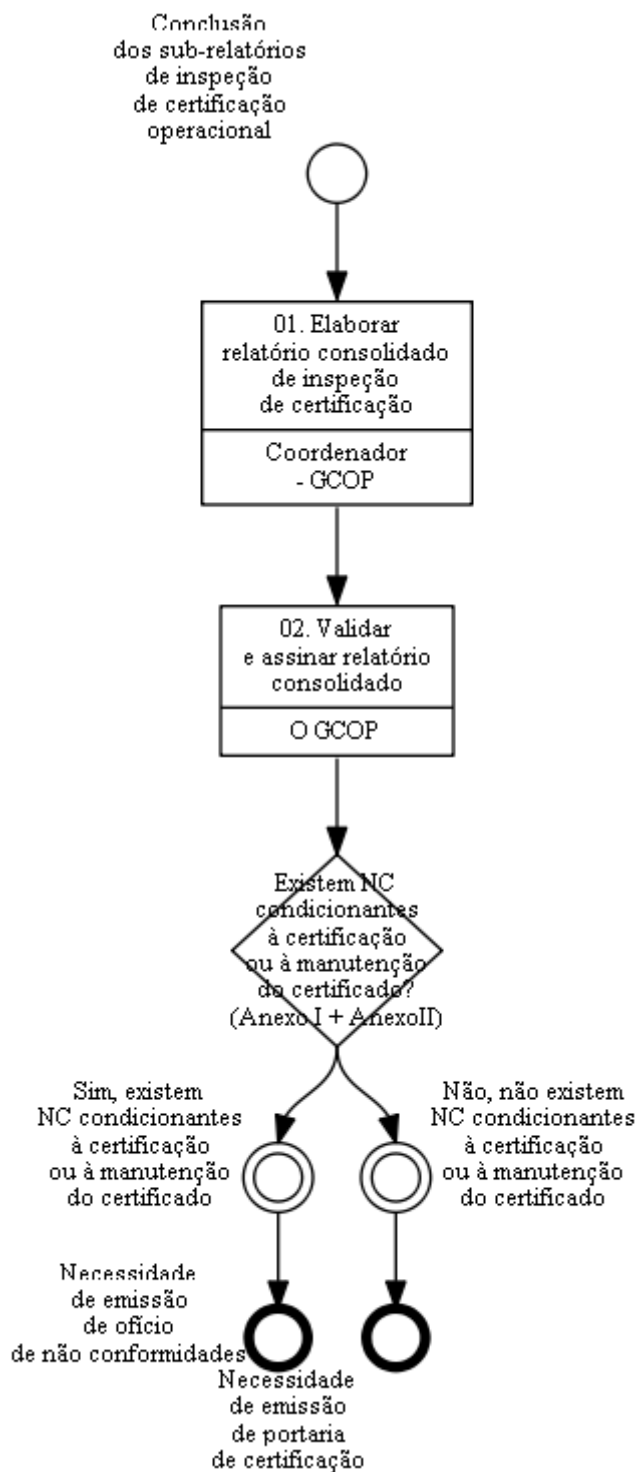 Conclusão
dos sub-relatórios
de inspeção
de certificação
operacional
01. Elaborar
relatório consolidado
de inspeção
de certificação
Coordenador
- GCOP
02. Validar
e assinar relatório
consolidado
O GCOP
Existem NC
condicionantes
à certificação
ou à manutenção
do certificado?
(Anexo I + AnexoII)
Sim, existem
NC condicionantes
à certificação
ou à manutenção
do certificado
Não, não existem
NC condicionantes
à certificação
ou à manutenção
do certificado
Necessidade
de emissão
de ofício
de não conformidades
Necessidade
de emissão
de portaria
de certificação